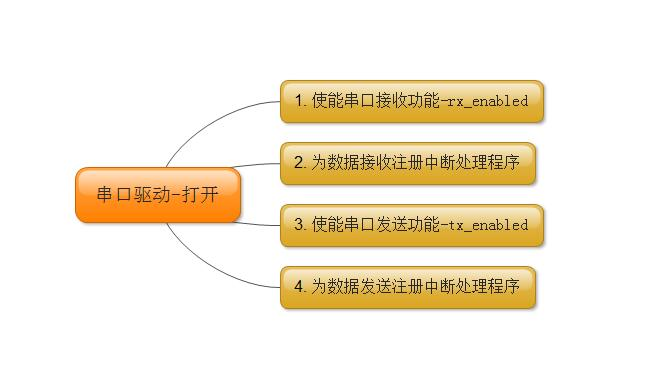 串口驱动-打开
1. 使能串口接收功能-rx_enabled
2. 为数据接收注册中断处理程序
3. 使能串口发送功能-tx_enabled
4. 为数据发送注册中断处理程序